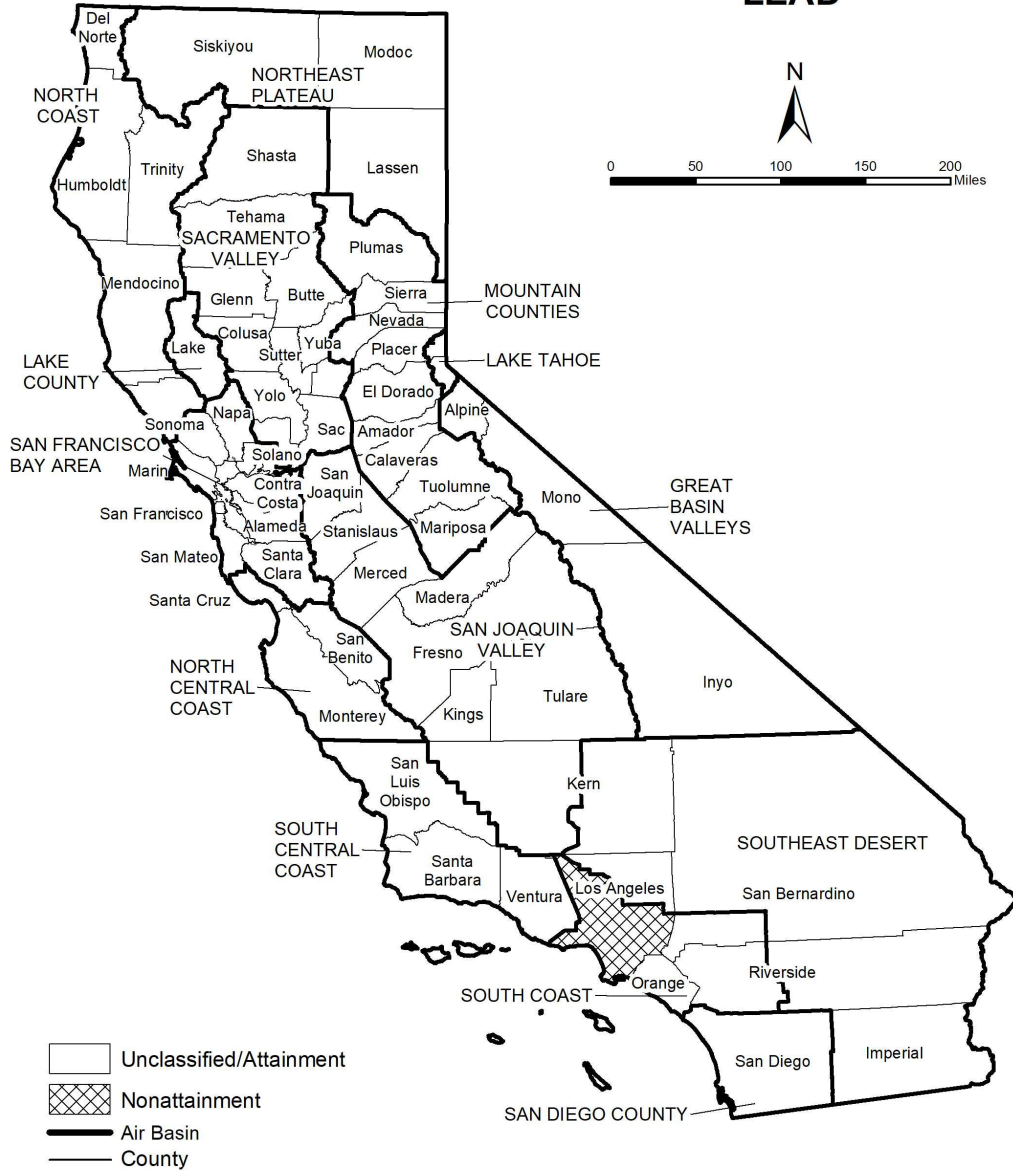 LEAD
N
0 50 100 150 200
Miles
Del
Norte
Siskiyou
Modoc
NORTHEAST
PLATEAU
NORTH
COAST
Shasta
Lassen
Trinity
Humboldt
Tehama
SACRAMENTO
VALLEY
Plumas
Mendocino
Glenn
Butte
Sierra
MOUNTAIN
COUNTIES
Nevada
Colusa
Sutter
Yuba
Placer
Lake
LAKE TAHOE
LAKE
COUNTY
El Dorado
Yolo
Napa
Alpine
Sonoma
Sac
Amador
SAN FRANCISCO
BAY AREA
Solano
Calaveras
Marin
Contra
Costa
San
Joaquin
Tuolumne
Mono
GREAT
BASIN
VALLEYS
San Francisco
Alameda
Stanislaus
Mariposa
San Mateo
Santa
Clara
Merced
Santa Cruz
Madera
SAN JOAQUIN
VALLEY
San
Benito
Fresno
NORTH
CENTRAL
COAST
Inyo
Tulare
Monterey
Kings
San
Luis
Obispo
Kern
SOUTH
CENTRAL
COAST
SOUTHEAST DESERT
Santa
Barbara
Ventura
Los Angeles
San Bernardino
Riverside
Orange
SOUTH COAST
San Diego
Imperial
SAN DIEGO COUNTY
Unclassified/Attainment
Nonattainment
Air Basin
County